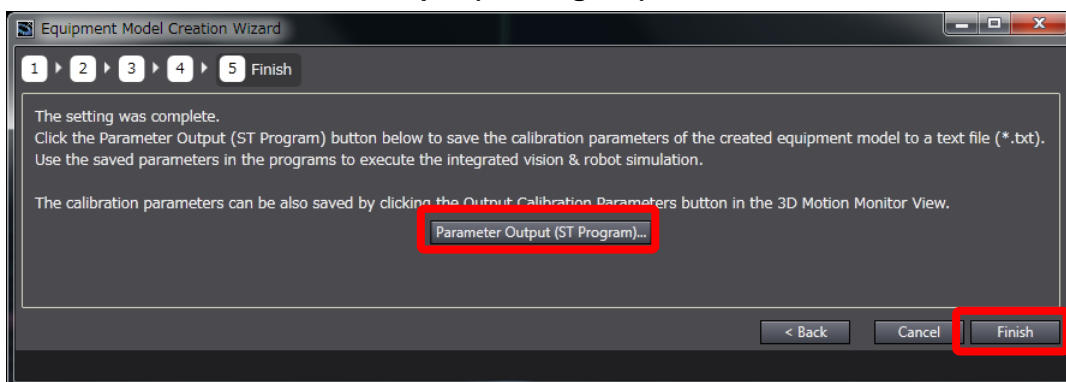 Equipment Model Creation Wizard
1 2 3 4 5 Finish
The setting was complete.
Click the Parameter Output (ST Program) button below to save the calibration parameters of the created equipment model to a text file (*.txt).
Use the saved parameters in the programs to execute the integrated vision & robot simulation.
The calibration parameters can be also saved by clicking the Output Calibration Parameters button in the 3D Motion Monitor View.
Parameter Output (ST Program)...
< Back Cancel Finish